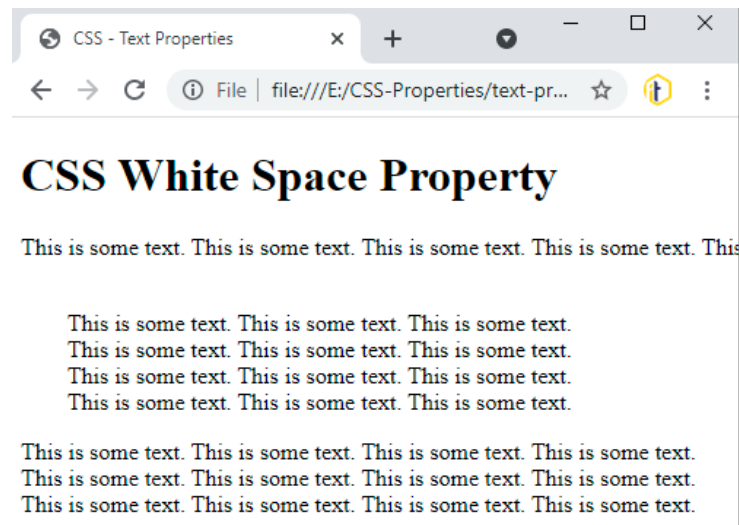 CSS - Text Properties
File | file:///E:/CSS-Properties/text-pr...
CSS White Space Property
This is some text. This is some text. This is some text. This is some text. This
This is some text. This is some text. This is some text.
This is some text. This is some text. This is some text.
This is some text. This is some text. This is some text.
This is some text. This is some text. This is some text.
This is some text. This is some text. This is some text. This is some text.
This is some text. This is some text. This is some text. This is some text.
This is some text. This is some text. This is some text. This is some text.